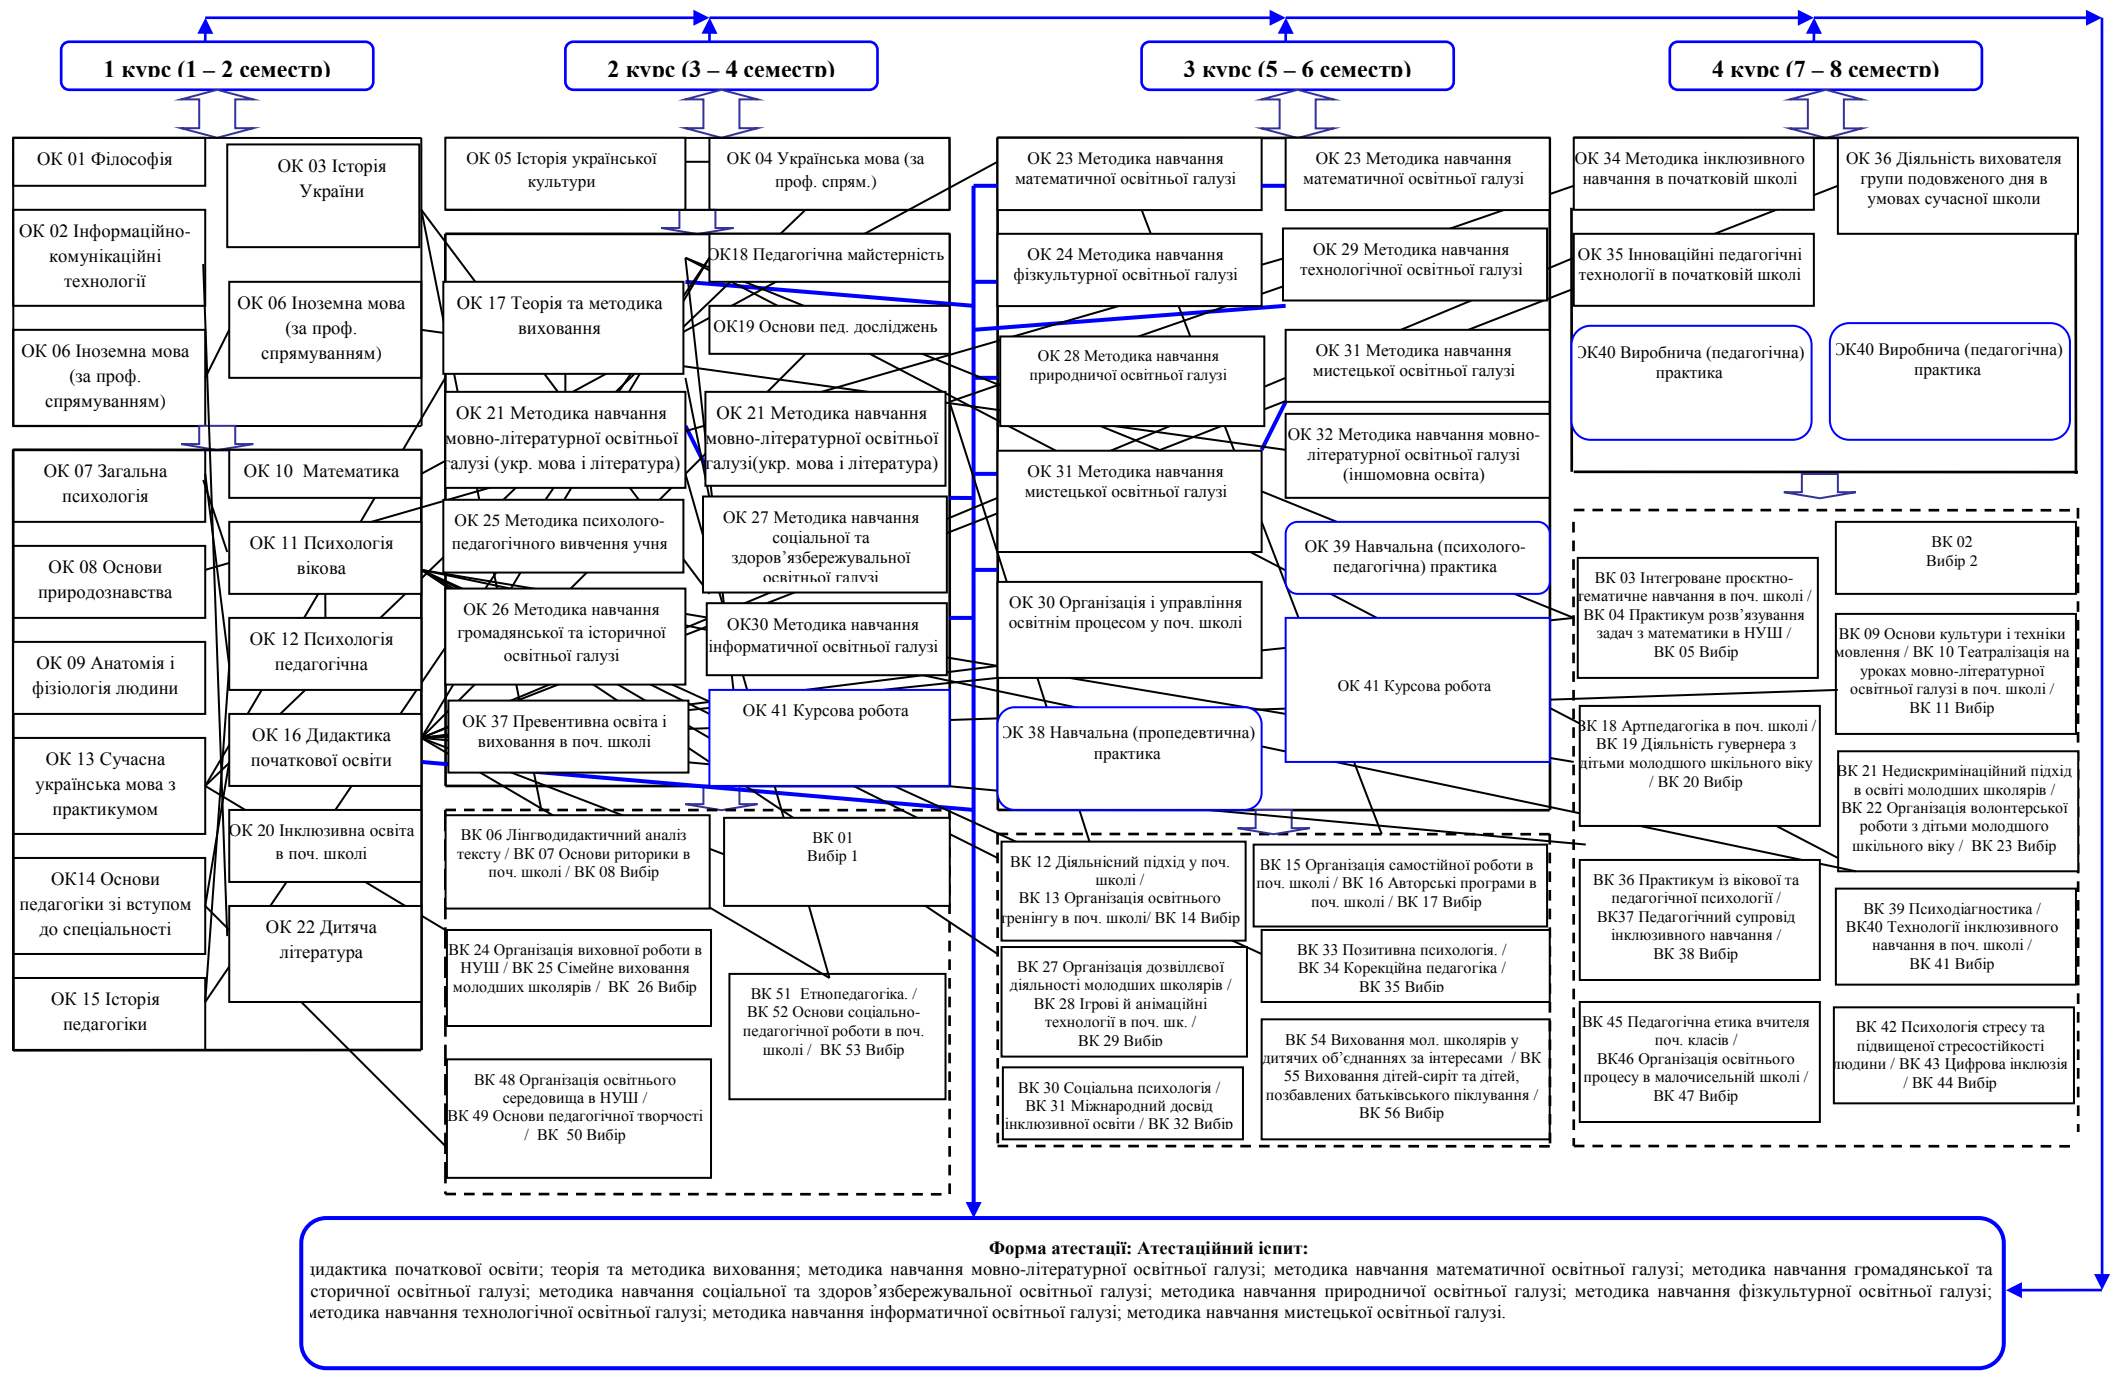 1 курс (1 – 2 семестр)
2 курс (3 – 4 семестр)
3 курс (5 – 6 семестр)
4 курс (7 – 8 семестр)
ОК 01 Філософія
ОК 03 Історія
України
ОК 02 Інформаційно-
комунікаційні
технології
ОК 06 Іноземна мова
(за проф.
спрямуванням)
ОК 06 Іноземна мова
(за проф.
спрямуванням)
ОК 07 Загальна
психологія
ОК 10 Математика
ОК 11 Психологія
вікова
ОК 08 Основи
природознавства
ОК 12 Психологія
педагогічна
ОК 09 Анатомія і
фізіологія людини
ОК 16 Дидактика
початкової освіти
ОК 13 Сучасна
українська мова з
практикумом
ОК 20 Інклюзивна освіта
в поч. школі
ОК14 Основи
педагогіки зі вступом
до спеціальності
ОК 22 Дитяча
література
ОК 15 Історія
педагогіки
ОК 05 Історія української
культури
ОК 04 Українська мова (за
проф. спрям.)
ОК18 Педагогічна майстерність
ОК 17 Теорія та методика
виховання
ОК19 Основи пед. досліджень
ОК 21 Методика навчання
мовно-літературної освітньої
галузі (укр. мова і література)
ОК 21 Методика навчання
мовно-літературної освітньої
галузі(укр. мова і література)
ОК 25 Методика психолого-
педагогічного вивчення учня
ОК 27 Методика навчання
соціальної та
здоров’язбережувальної
освітньої галузі
ОК 26 Методика навчання
громадянської та історичної
освітньої галузі
ОК30 Методика навчання
інформатичної освітньої галузі
ОК 37 Превентивна освіта і
виховання в поч. школі
ОК 41 Курсова робота
ВК 06 Лінгводидактичний аналіз
тексту / ВК 07 Основи риторики в
поч. школі / ВК 08 Вибір
ВК 01
Вибір 1
ВК 24 Організація виховної роботи в
НУШ / ВК 25 Сімейне виховання
молодших школярів / ВК 26 Вибір
ВК 51 Етнопедагогіка. /
ВК 52 Основи соціально-
педагогічної роботи в поч.
школі / ВК 53 Вибір
ВК 48 Організація освітнього
середовища в НУШ /
ВК 49 Основи педагогічної творчості
/ ВК 50 Вибір
ОК 23 Методика навчання
математичної освітньої галузі
ОК 23 Методика навчання
математичної освітньої галузі
ОК 24 Методика навчання
фізкультурної освітньої галузі
ОК 29 Методика навчання
технологічної освітньої галузі
ОК 28 Методика навчання
природничої освітньої галузі
ОК 31 Методика навчання
мистецької освітньої галузі
ОК 31 Методика навчання
мистецької освітньої галузі
ОК 32 Методика навчання мовно-
літературної освітньої галузі
(іншомовна освіта)
ОК 39 Навчальна (психолого-
педагогічна) практика
ОК 30 Організація і управління
освітнім процесом у поч. школі
ОК 41 Курсова робота
ОК 38 Навчальна (пропедевтична)
практика
ВК 12 Діяльнісний підхід у поч.
школі /
ВК 13 Організація освітнього
тренінгу в поч. школі/ ВК 14 Вибір
ВК 15 Організація самостійної роботи в
поч. школі / ВК 16 Авторські програми в
поч. школі / ВК 17 Вибір
ВК 27 Організація дозвіллєвої
діяльності молодших школярів /
ВК 28 Ігрові й анімаційні
технології в поч. шк. /
ВК 29 Вибір
ВК 33 Позитивна психологія. /
ВК 34 Корекційна педагогіка /
ВК 35 Вибір
ВК 30 Соціальна психологія /
ВК 31 Міжнародний досвід
інклюзивної освіти / ВК 32 Вибір
ВК 54 Виховання мол. школярів у
дитячих об’єднаннях за інтересами / ВК
55 Виховання дітей-сиріт та дітей,
позбавлених батьківського піклування /
ВК 56 Вибір
ОК 34 Методика інклюзивного
навчання в початковій школі
ОК 36 Діяльність вихователя
групи подовженого дня в
умовах сучасної школи
ОК 35 Інноваційні педагогічні
технології в початковій школі
ОК40 Виробнича (педагогічна)
практика
ОК40 Виробнича (педагогічна)
практика
ВК 02
Вибір 2
ВК 03 Інтегроване проєктно-
тематичне навчання в поч. школі /
ВК 04 Практикум розв’язування
задач з математики в НУШ /
ВК 05 Вибір
ВК 09 Основи культури і техніки
мовлення / ВК 10 Театралізація на
уроках мовно-літературної
освітньої галузі в поч. школі /
ВК 11 Вибір
ВК 18 Артпедагогіка в поч. школі /
ВК 19 Діяльність гувернера з
дітьми молодшого шкільного віку
/ ВК 20 Вибір
ВК 21 Недискримінаційний підхід
в освіті молодших школярів /
ВК 22 Організація волонтерської
роботи з дітьми молодшого
шкільного віку / ВК 23 Вибір
ВК 36 Практикум із вікової та
педагогічної психології /
ВК37 Педагогічний супровід
інклюзивного навчання /
ВК 38 Вибір
ВК 39 Психодіагностика /
ВК40 Технології інклюзивного
навчання в поч. школі /
ВК 41 Вибір
ВК 45 Педагогічна етика вчителя
поч. класів /
ВК46 Організація освітнього
процесу в малочисельній школі /
ВК 47 Вибір
ВК 42 Психологія стресу та
підвищеної стресостійкості
людини / ВК 43 Цифрова інклюзія
/ ВК 44 Вибір
Форма атестації: Атестаційний іспит:
дидактика початкової освіти; теорія та методика виховання; методика навчання мовно-літературної освітньої галузі; методика навчання математичної освітньої галузі; методика навчання громадянської та
історичної освітньої галузі; методика навчання соціальної та здоров’язбережувальної освітньої галузі; методика навчання природничої освітньої галузі; методика навчання фізкультурної освітньої галузі;
методика навчання технологічної освітньої галузі; методика навчання інформатичної освітньої галузі; методика навчання мистецької освітньої галузі.